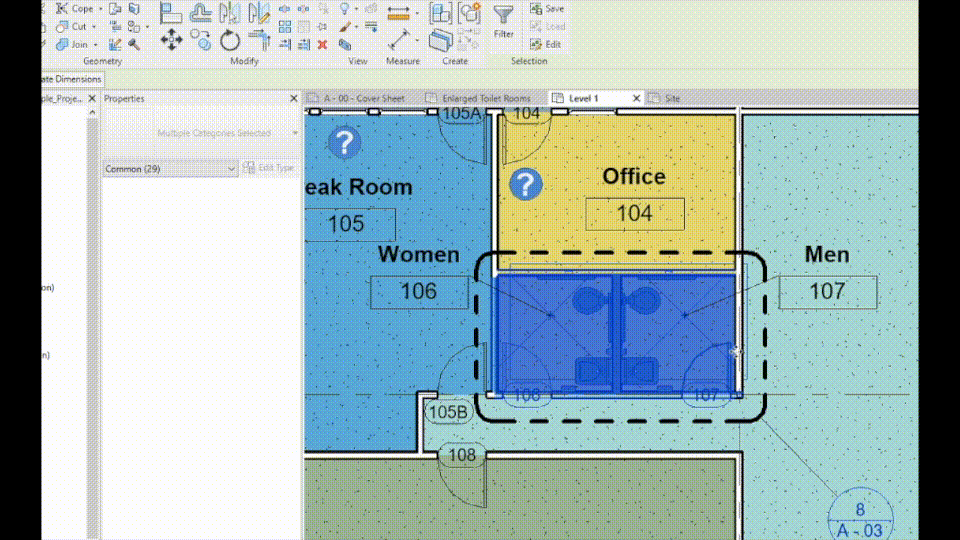 Cope
Cut
Join
Geometry
Modify
View
Measure
Create
Filter
Save
Load
Edit
Selection
ate Dimensions
ple_Proje...
Properties
A - 00 - Cover Sheet
Enlarged Toilet Rooms
Level 1
Site
Multiple Categories Selected
Common (29)
Edit Type
on)
n)
105A
104
?
?
eak Room
105
Office
104
Women
106
Men
107
106
107
105B
108
8
A - 03